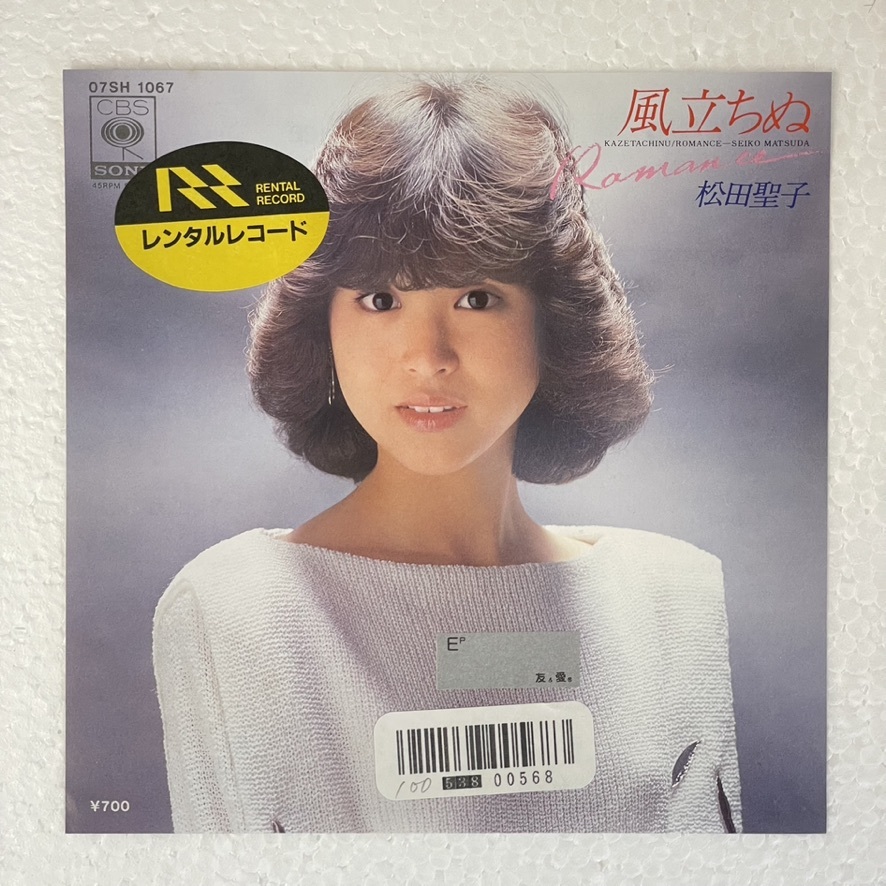 07SH 1067
CBS
SONY
45RPM
RENTAL
RECORD
レンタルレコード
風立ちぬ
KAZETACHINU/ROMANCE—SEIKO MATSUDA
Romance
松田聖子
EP
友&愛
100 538 00568
¥700